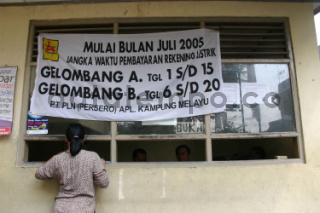 MULAI BULAN JULI 2005
JANGKA WAKTU PEMBAYARAN REKENING LISTRIK
GELOMBANG A. TGL 1 S/D 15
GELOMBANG B. TGL 6 S/D 20
PT PLN (PERSERO) APL. KAMPUNG MELAYU
BUKA